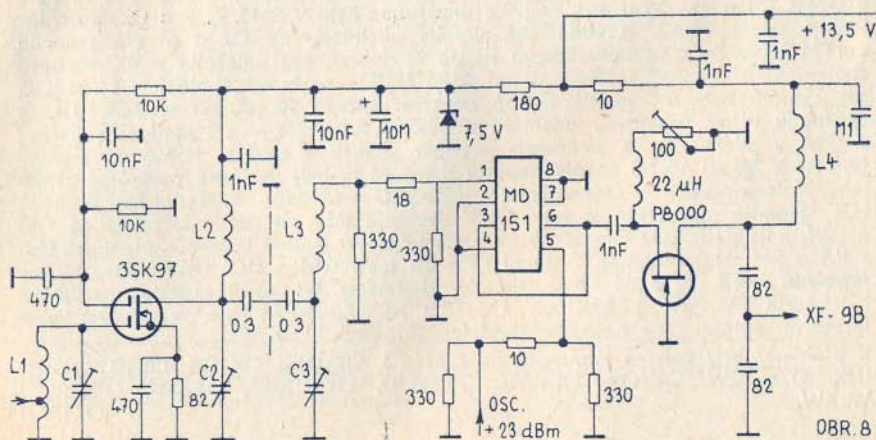 + 13,5 V
1nF
1nF
10K
180
10
10nF
10nF
10M
7,5 V
100
M1
1nF
L4
22 µH
18
1
2
3
4
MD
151
8
7
6
5
10K
L2
L3
P8000
330
330
1nF
470
3SK97
82
03
03
XF-9B
L1
C1
C2
C3
10
82
470
82
330
OSC.
+ 23 dBm
330
OBR.8